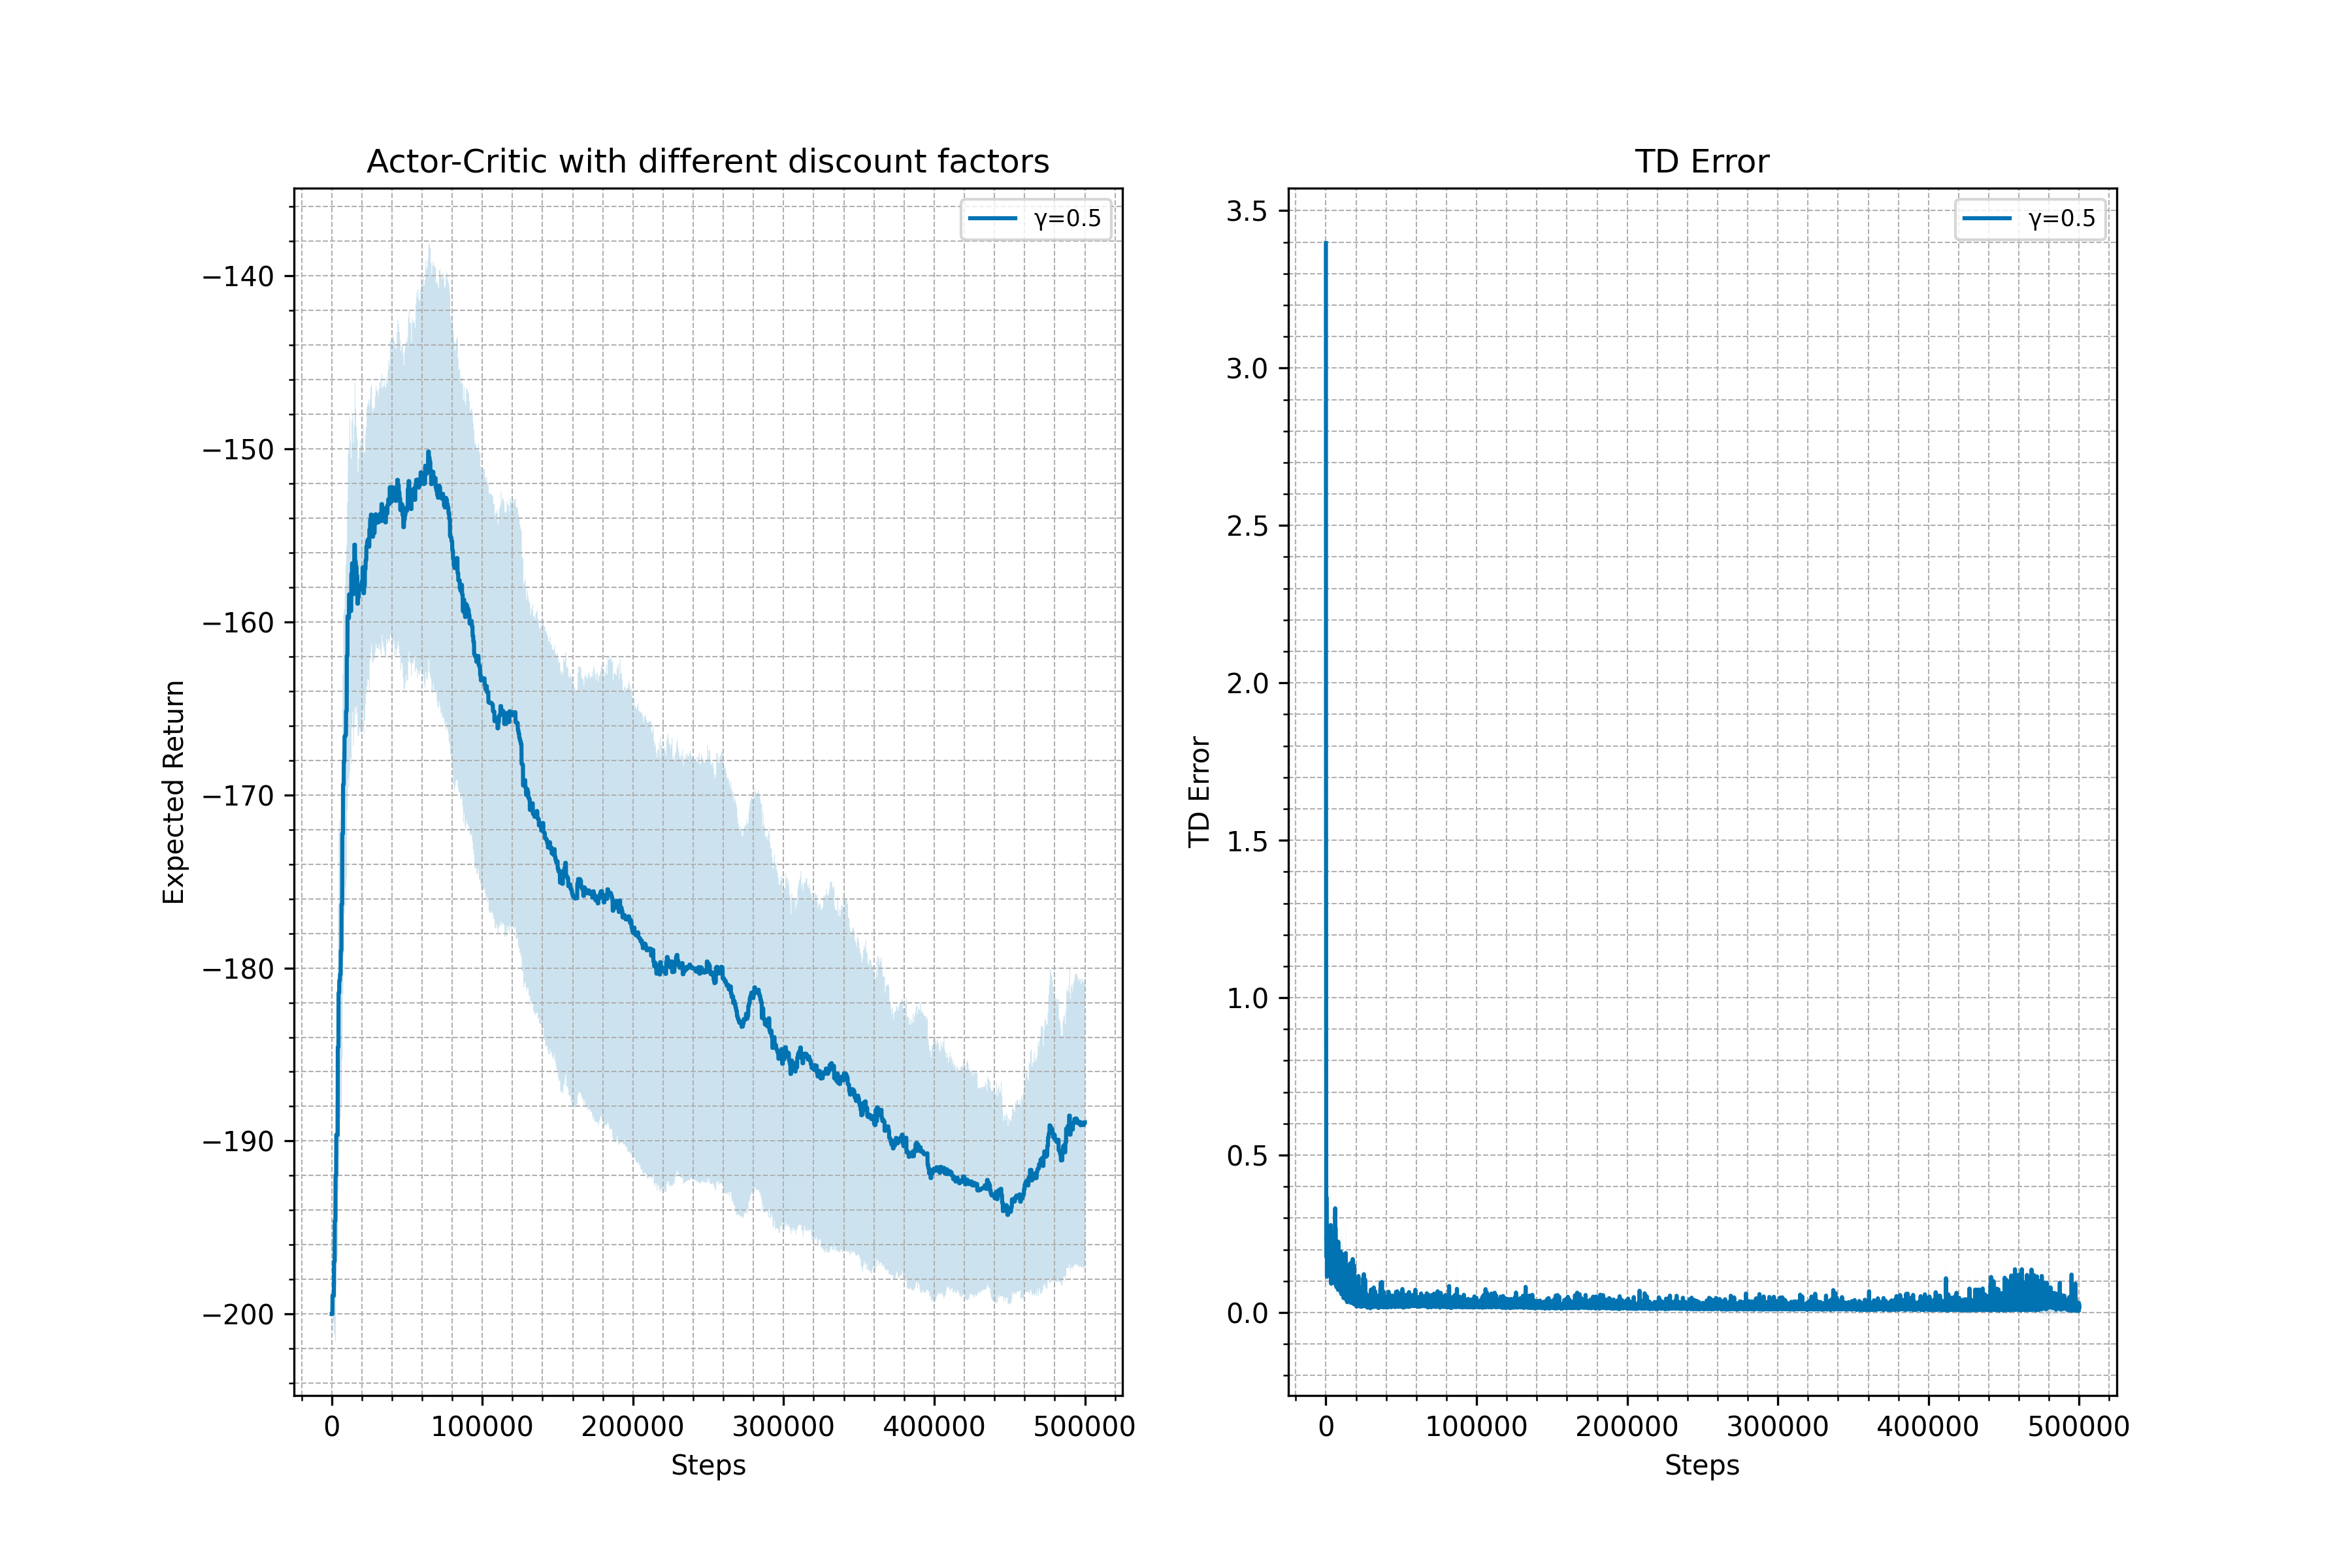 Actor-Critic with different discount factors
γ=0.5
−140
−150
−160
−170
−180
−190
−200
Expected Return
0 100000 200000 300000 400000 500000
Steps
TD Error
γ=0.5
3.5
3.0
2.5
2.0
1.5
1.0
0.5
0.0
TD Error
0 100000 200000 300000 400000 500000
Steps